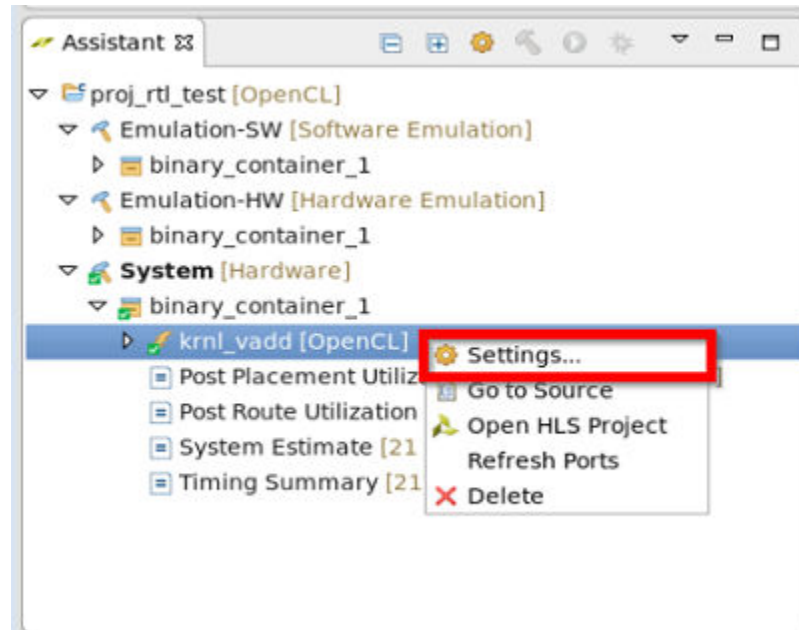 Assistant
proj_rtl_test [OpenCL]
Emulation-SW [Software Emulation]
binary_container_1
Emulation-HW [Hardware Emulation]
binary_container_1
System [Hardware]
binary_container_1
krnl_vadd [OpenCL]
Settings...
Post Placement Utiliz
Go to Source
Post Route Utilization
Open HLS Project
System Estimate [21
Refresh Ports
Timing Summary [21
Delete